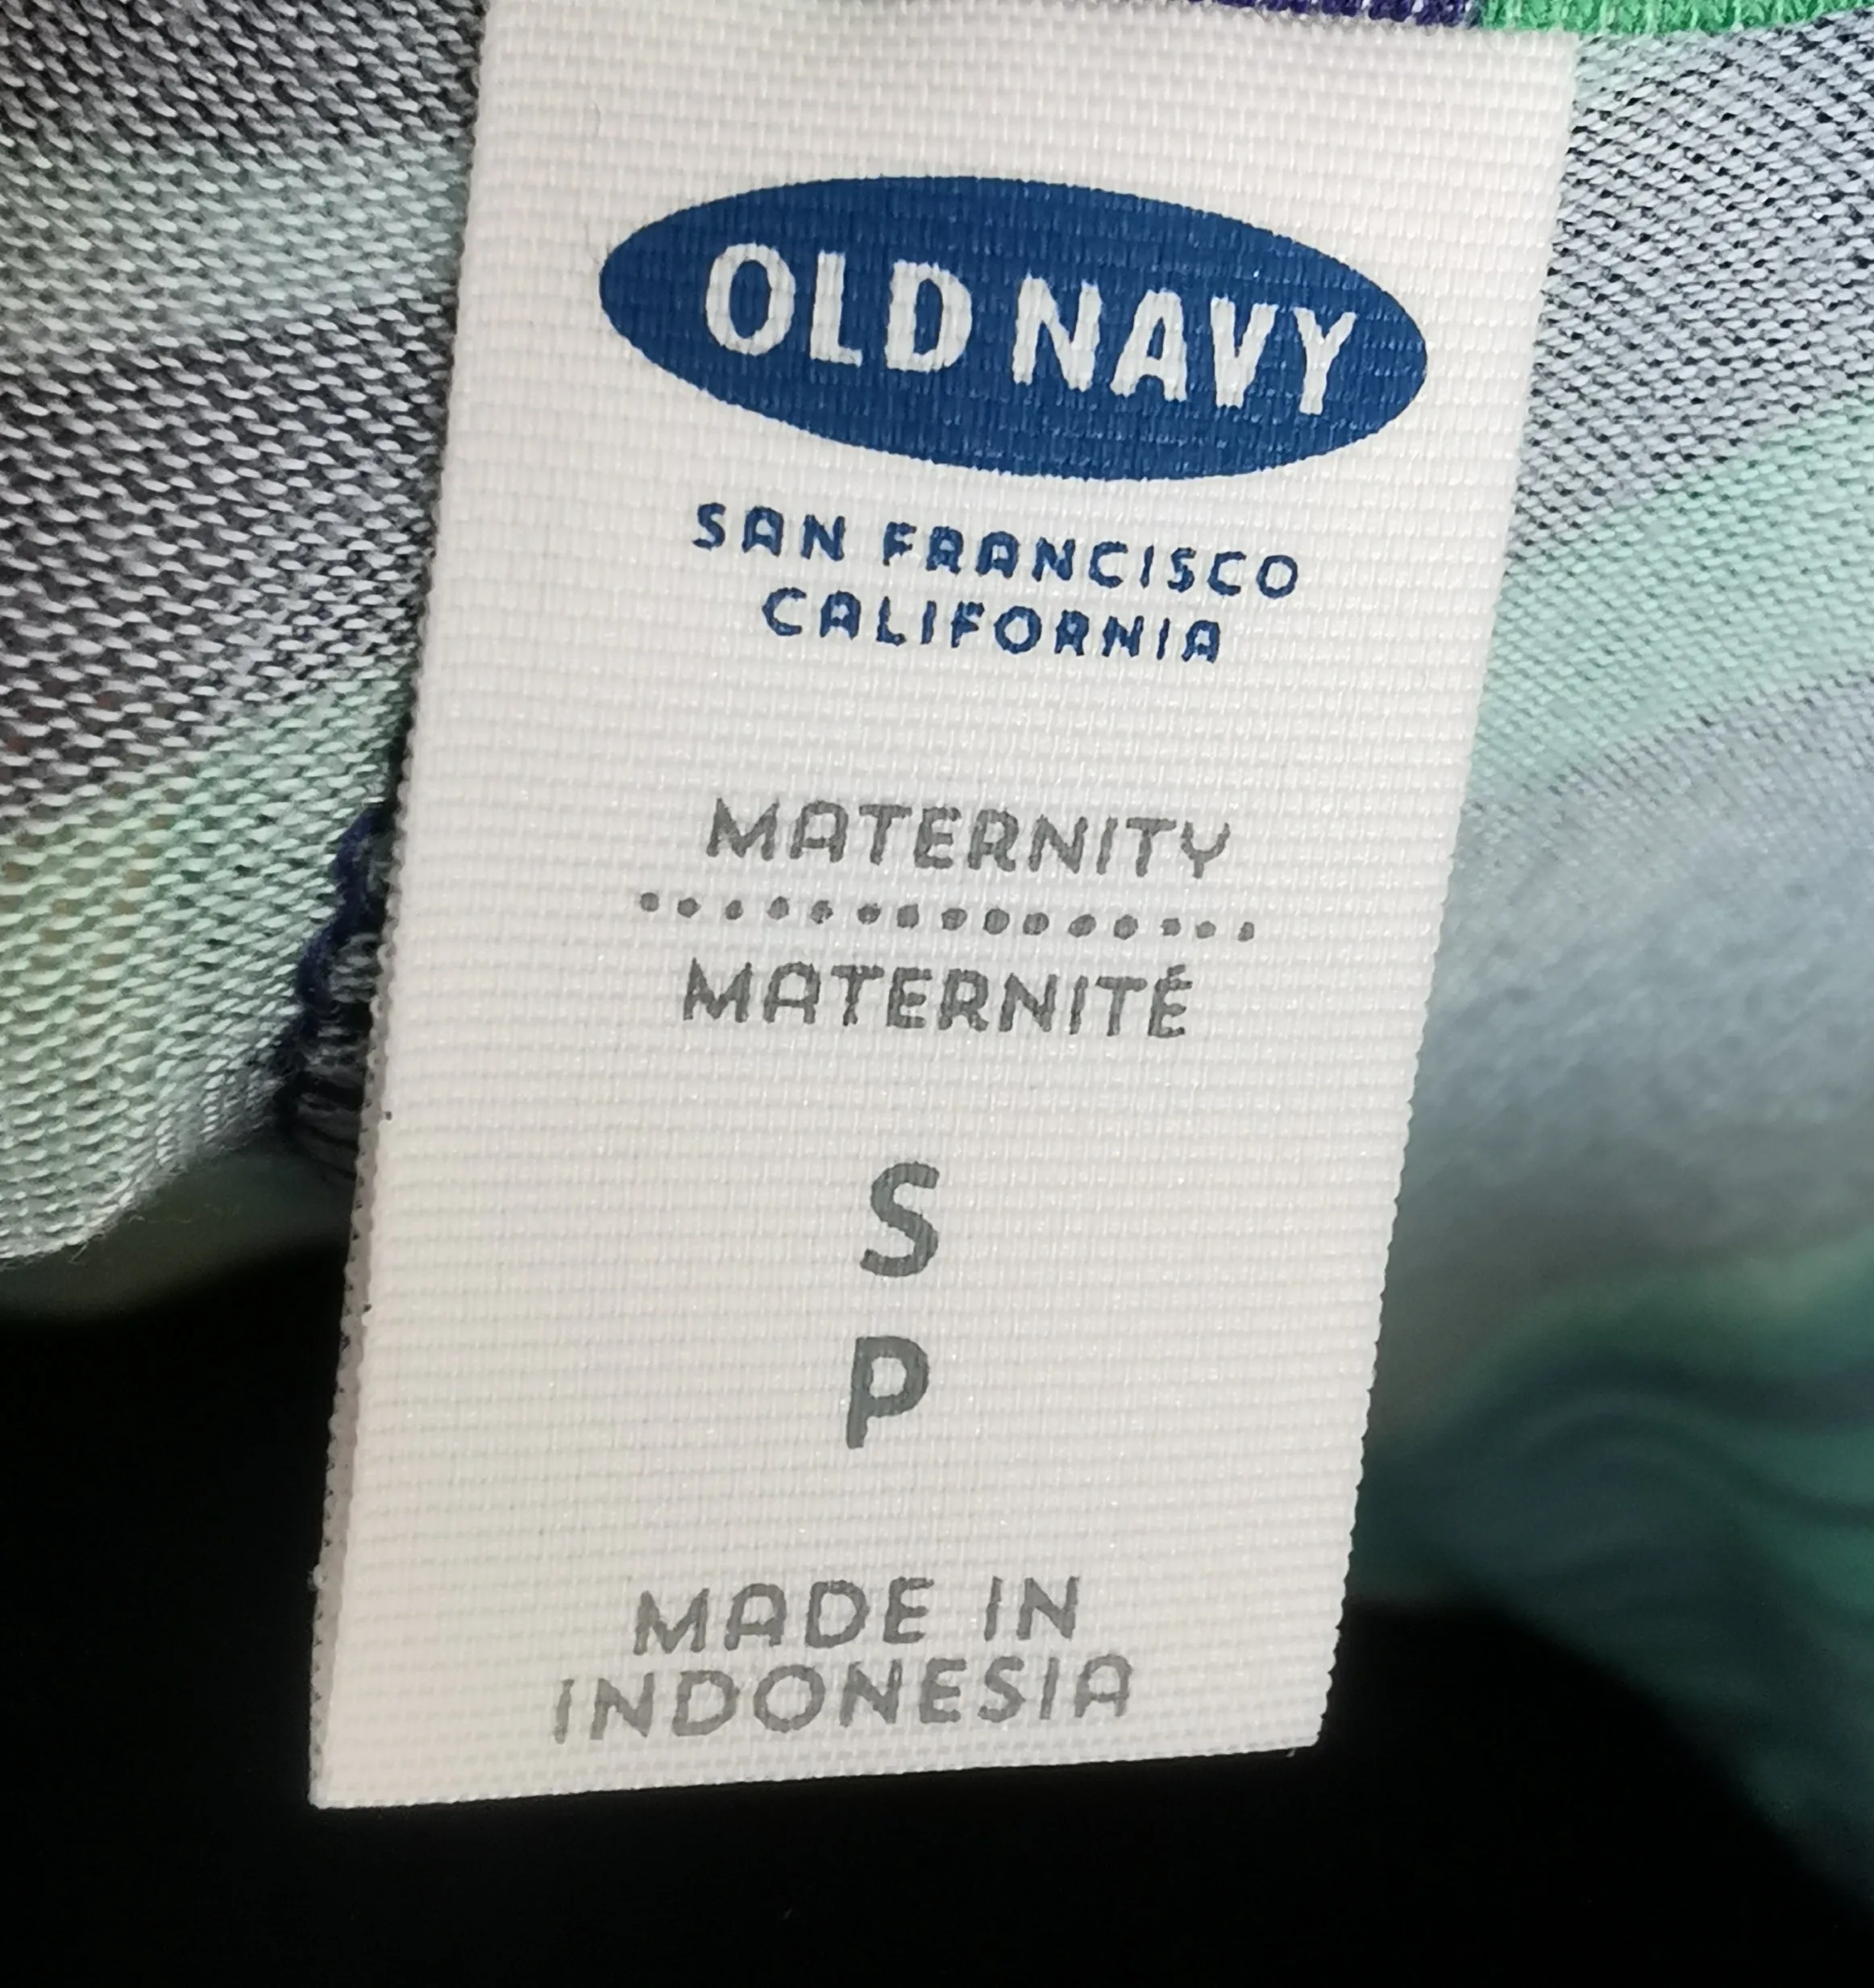 OLD NAVY
SAN FRANCISCO
CALIFORNIA
MATERNITY
MATERNITÉ
S
P
MADE IN
INDONESIA